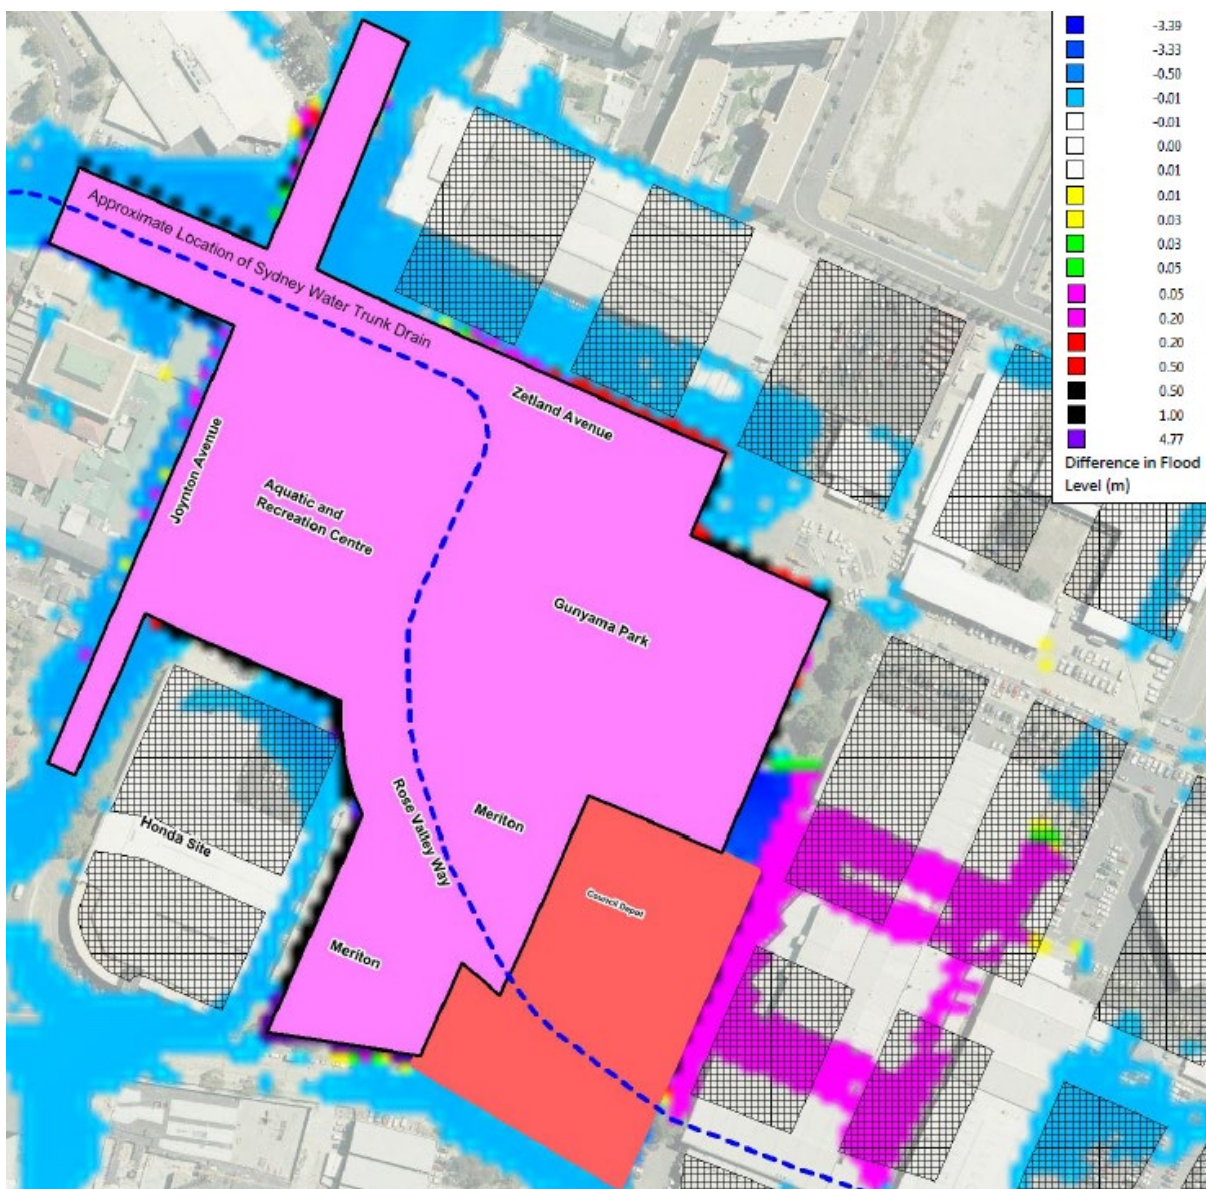 -3.39
-3.33
-0.50
-0.01
-0.01
0.00
0.01
0.01
0.03
0.03
0.05
0.05
0.20
0.20
0.50
0.50
1.00
4.77
Difference in Flood
Level (m)
Approximate Location of Sydney Water Trunk Drain
Zetland Avenue
Joynton Avenue
Aquatic and
Recreation Centre
Gunyama Park
Rose Valley Way
Meriton
Honda Site
Council Depot
Meriton